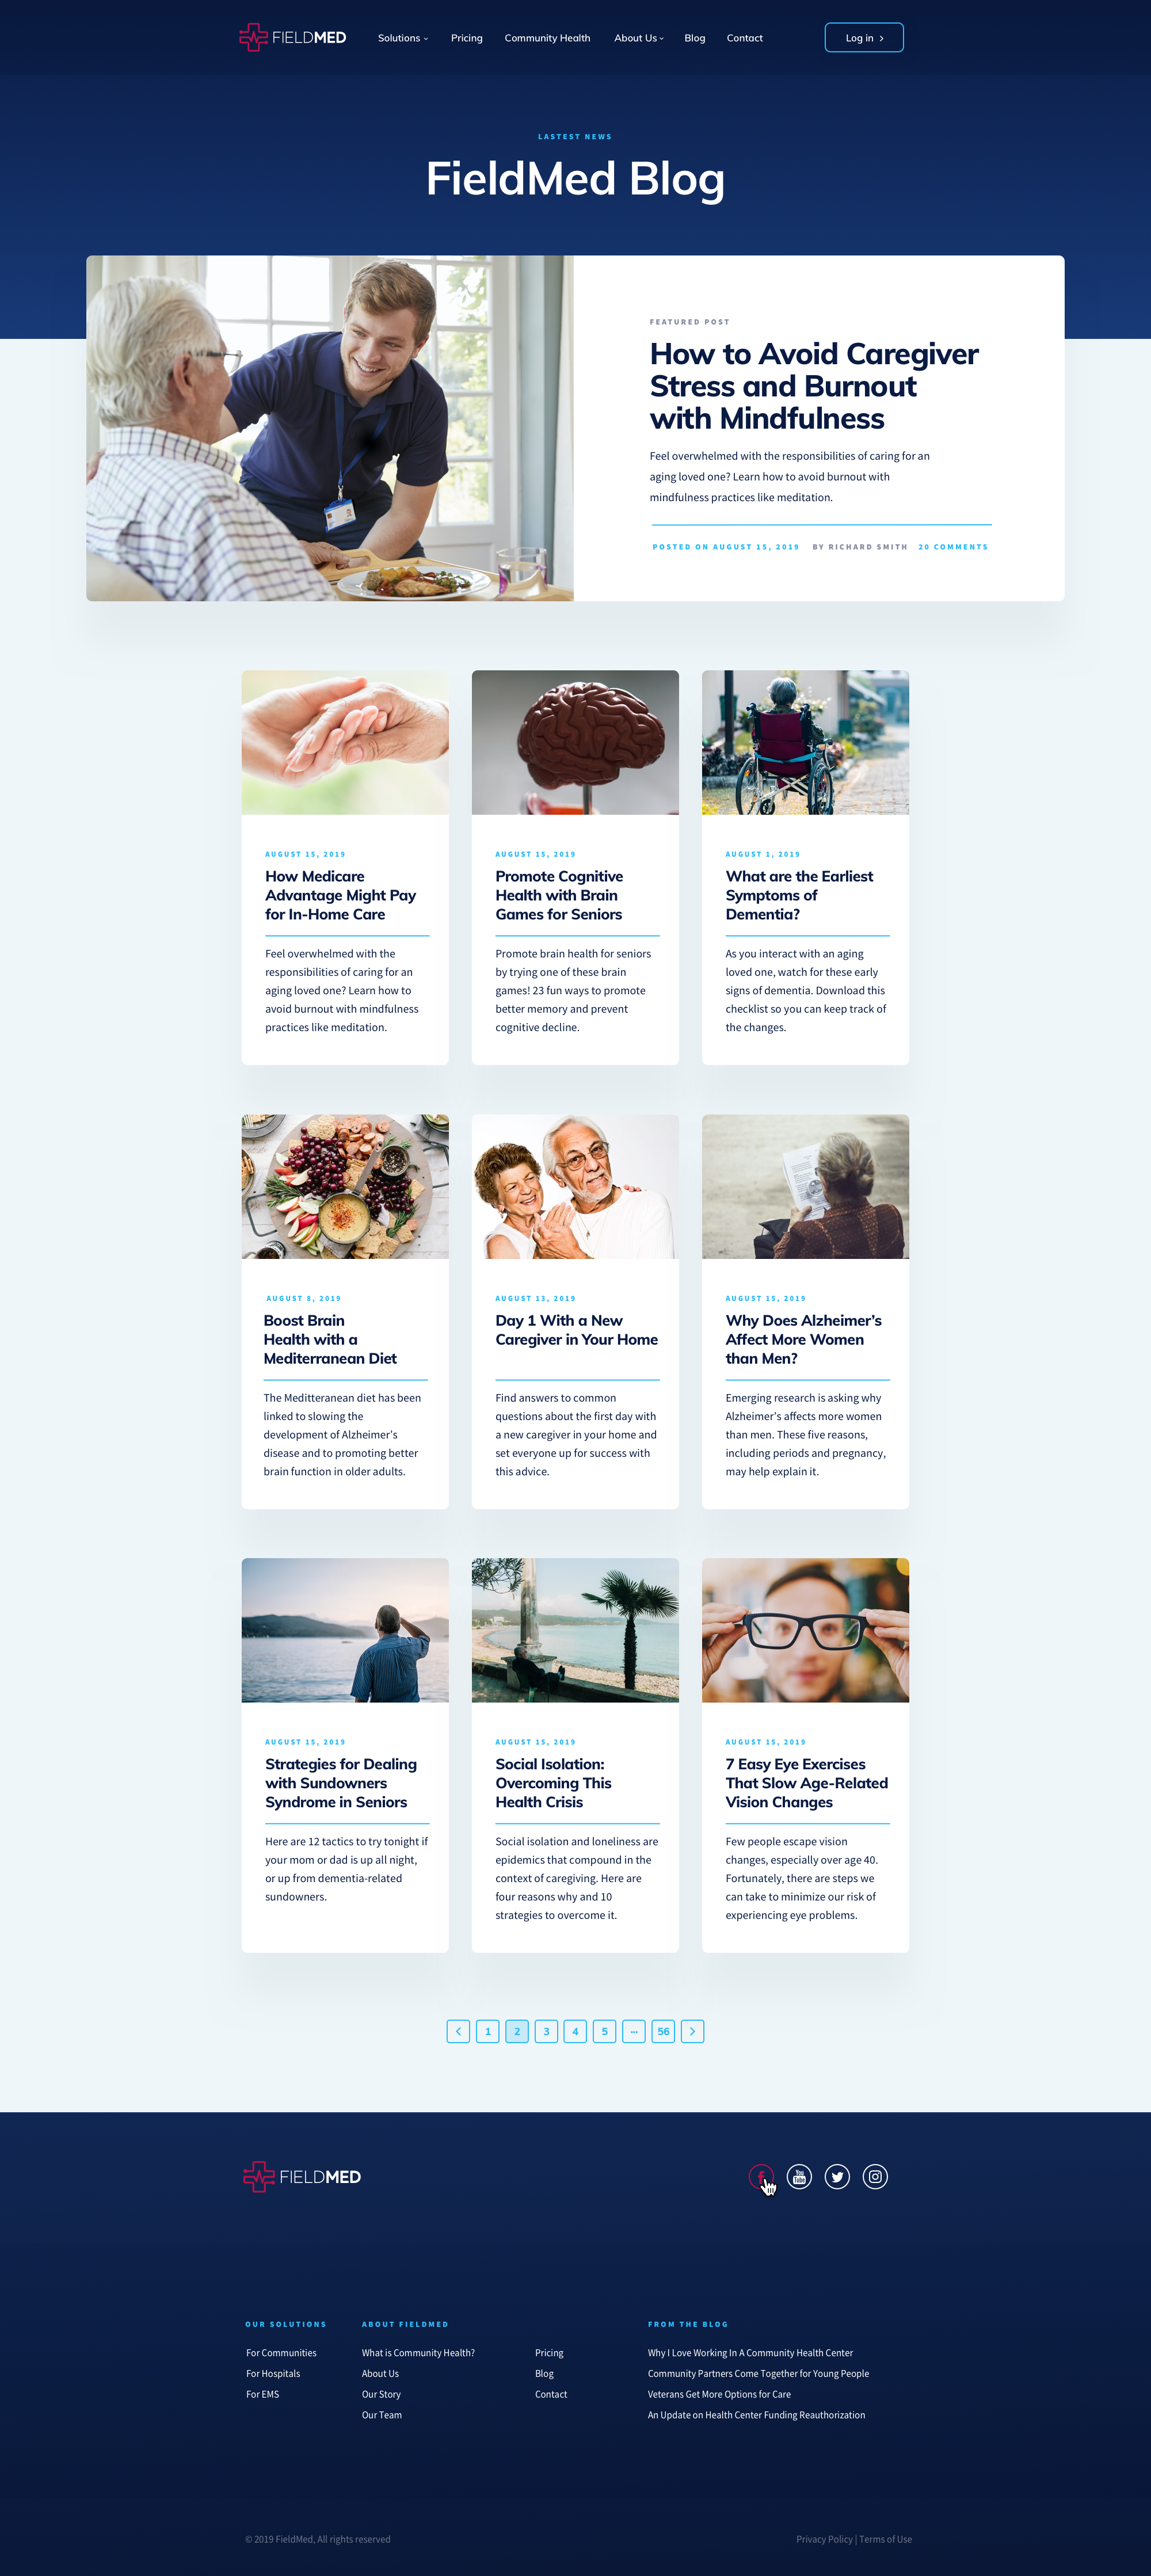 FIELDMED
Solutions
Pricing
Community Health
About Us
Blog
Contact
Log in
LASTEST NEWS
FieldMed Blog
FEATURED POST
How to Avoid Caregiver
Stress and Burnout
with Mindfulness
Feel overwhelmed with the responsibilities of caring for an
aging loved one? Learn how to avoid burnout with
mindfulness practices like meditation.
POSTED ON AUGUST 15, 2019 BY RICHARD SMITH 20 COMMENTS
AUGUST 15, 2019
How Medicare
Advantage Might Pay
for In-Home Care
Feel overwhelmed with the
responsibilities of caring for an
aging loved one? Learn how to
avoid burnout with mindfulness
practices like meditation.
AUGUST 15, 2019
Promote Cognitive
Health with Brain
Games for Seniors
Promote brain health for seniors
by trying one of these brain
games! 23 fun ways to promote
better memory and prevent
cognitive decline.
AUGUST 1, 2019
What are the Earliest
Symptoms of
Dementia?
As you interact with an aging
loved one, watch for these early
signs of dementia. Download this
checklist so you can keep track of
the changes.
AUGUST 8, 2019
Boost Brain
Health with a
Mediterranean Diet
The Meditteranean diet has been
linked to slowing the
development of Alzheimer's
disease and to promoting better
brain function in older adults.
AUGUST 13, 2019
Day 1 With a New
Caregiver in Your Home
Find answers to common
questions about the first day with
a new caregiver in your home and
set everyone up for success with
this advice.
AUGUST 15, 2019
Why Does Alzheimer's
Affect More Women
than Men?
Emerging research is asking why
Alzheimer's affects more women
than men. These five reasons,
including periods and pregnancy,
may help explain it.
AUGUST 15, 2019
Strategies for Dealing
with Sundowners
Syndrome in Seniors
Here are 12 tactics to try tonight if
your mom or dad is up all night,
or up from dementia-related
sundowners.
AUGUST 15, 2019
Social Isolation:
Overcoming This
Health Crisis
Social isolation and loneliness are
epidemics that compound in the
context of caregiving. Here are
four reasons why and 10
strategies to overcome it.
AUGUST 15, 2019
7 Easy Eye Exercises
That Slow Age-Related
Vision Changes
Few people escape vision
changes, especially over age 40.
Fortunately, there are steps we
can take to minimize our risk of
experiencing eye problems.
1 2 3 4 5 ... 56
FIELDMED
You Tube
OUR SOLUTIONS
For Communities
For Hospitals
For EMS
ABOUT FIELDMED
What is Community Health?
About Us
Our Story
Our Team
Pricing
Blog
Contact
FROM THE BLOG
Why I Love Working In A Community Health Center
Community Partners Come Together for Young People
Veterans Get More Options for Care
An Update on Health Center Funding Reauthorization
© 2019 FieldMed, All rights reserved
Privacy Policy | Terms of Use